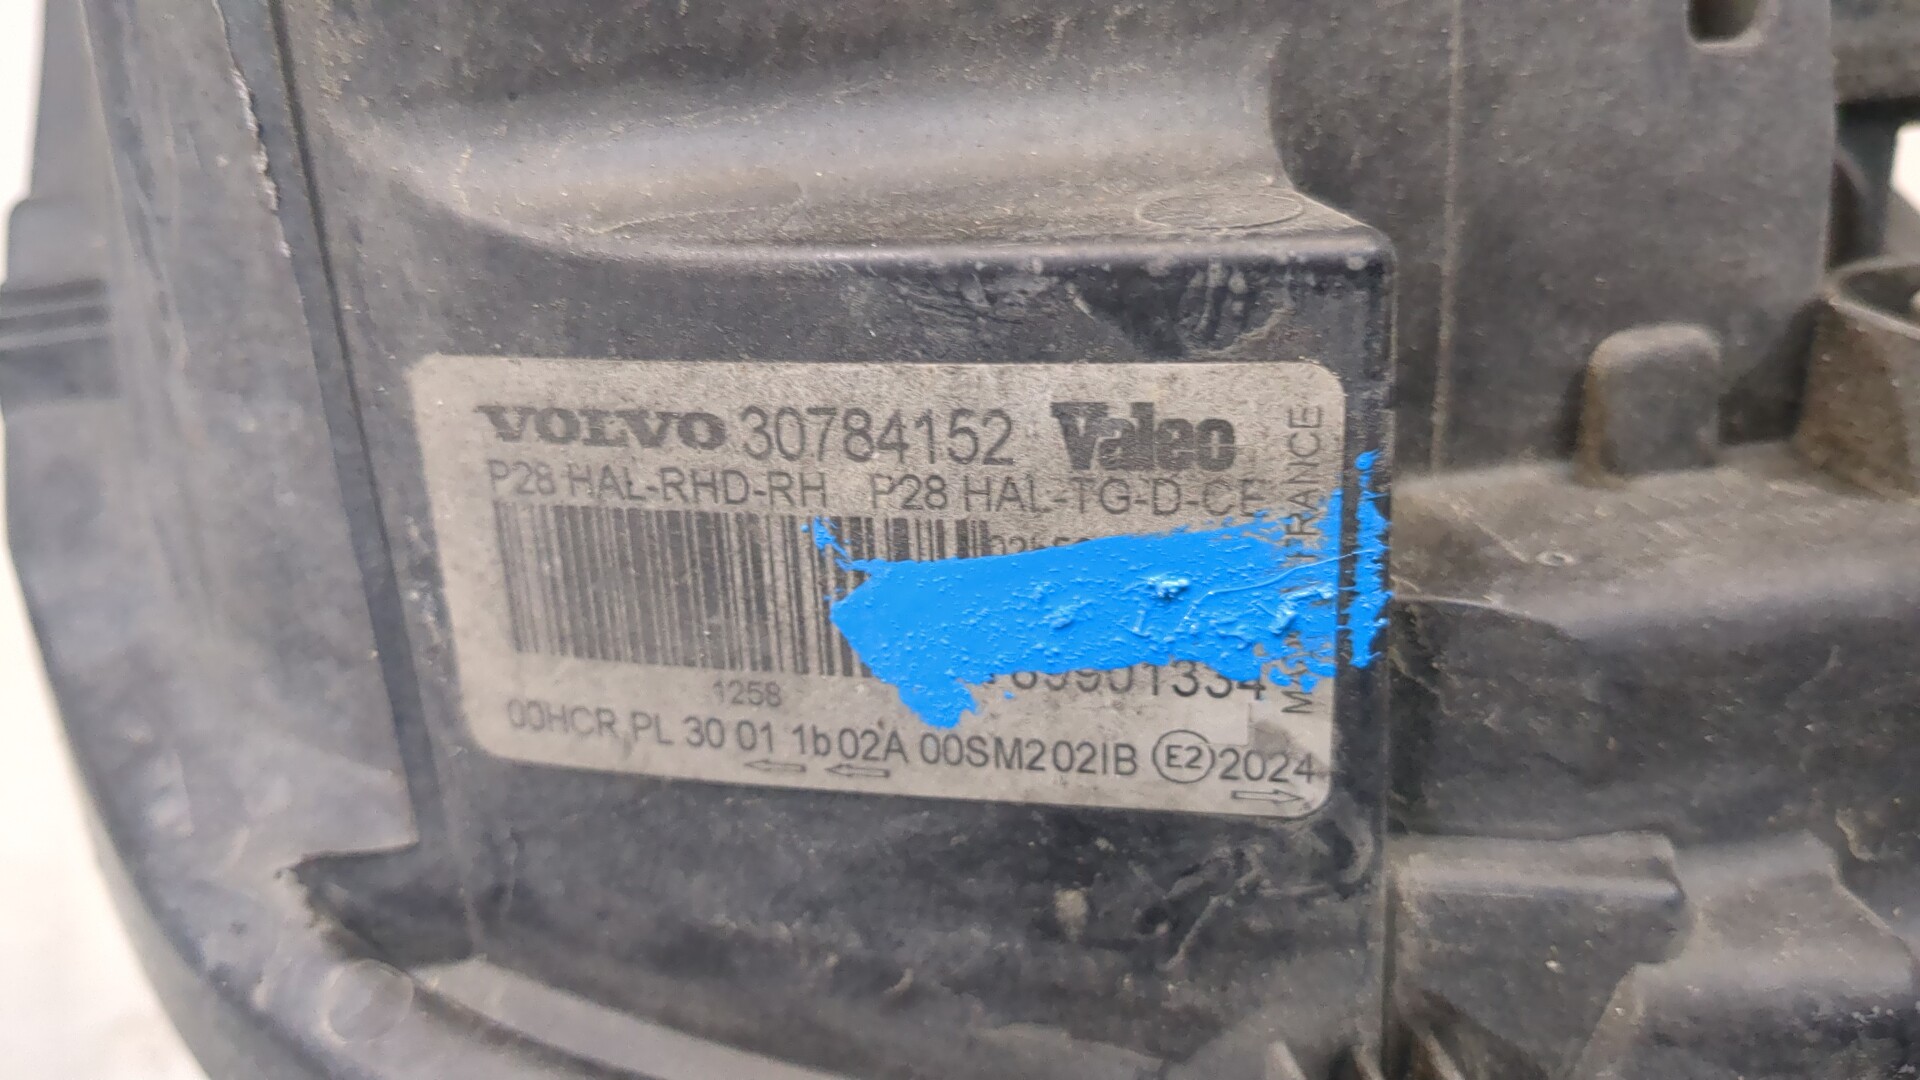 VOLVO 30784152 Valeo
P28 HAL-RHD-RH P28 HAL-TG-D-CE
1258
00HCR PL 30 01 1b 02A 00SM202IB E2 2024